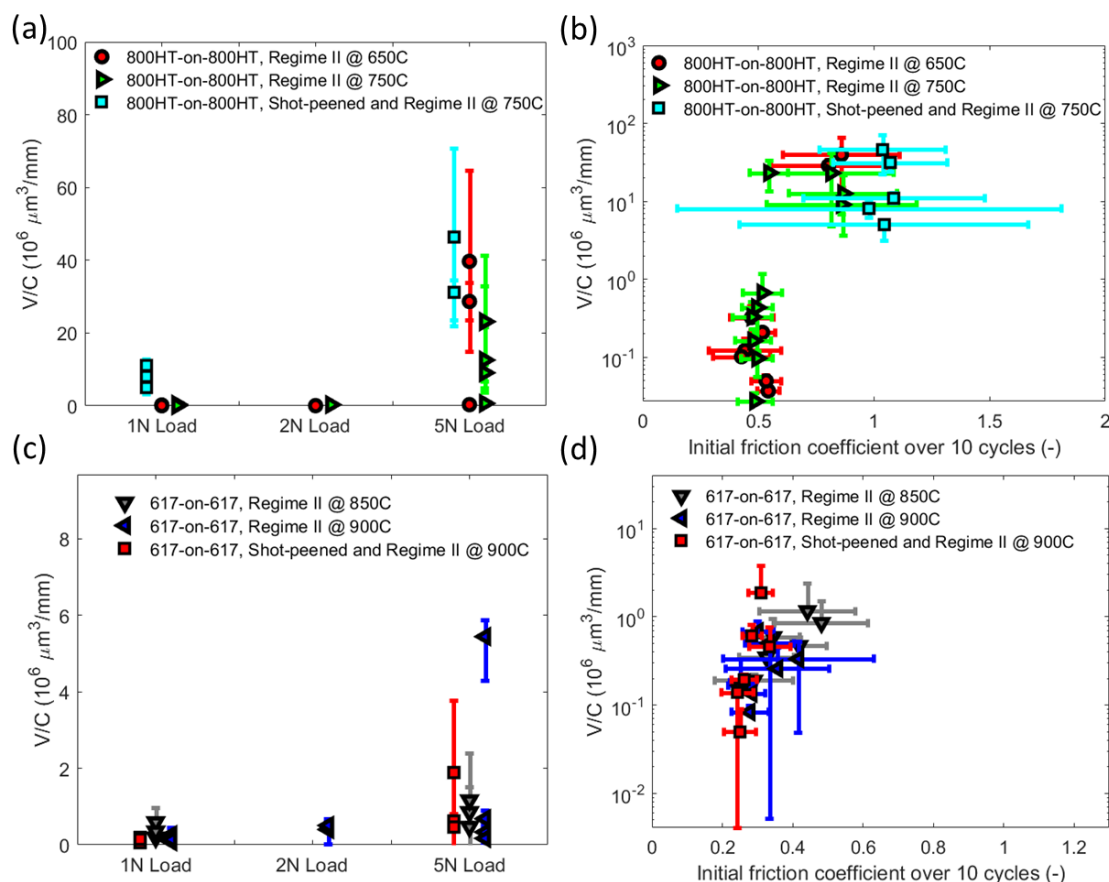 (a)
100
80
60
40
20
0
V/C (10⁶ μm³/mm)
800HT-on-800HT, Regime II @ 650C
800HT-on-800HT, Regime II @ 750C
800HT-on-800HT, Shot-peened and Regime II @ 750C
1N Load 2N Load 5N Load
(b)
10³
10²
10¹
10⁰
10⁻¹
V/C (10⁶ μm³/mm)
800HT-on-800HT, Regime II @ 650C
800HT-on-800HT, Regime II @ 750C
800HT-on-800HT, Shot-peened and Regime II @ 750C
0 0.5 1 1.5 2
Initial friction coefficient over 10 cycles (-)
(c)
8
6
4
2
0
V/C (10⁶ μm³/mm)
617-on-617, Regime II @ 850C
617-on-617, Regime II @ 900C
617-on-617, Shot-peened and Regime II @ 900C
1N Load 2N Load 5N Load
(d)
10¹
10⁰
10⁻¹
10⁻²
V/C (10⁶ μm³/mm)
617-on-617, Regime II @ 850C
617-on-617, Regime II @ 900C
617-on-617, Shot-peened and Regime II @ 900C
0 0.2 0.4 0.6 0.8 1 1.2
Initial friction coefficient over 10 cycles (-)